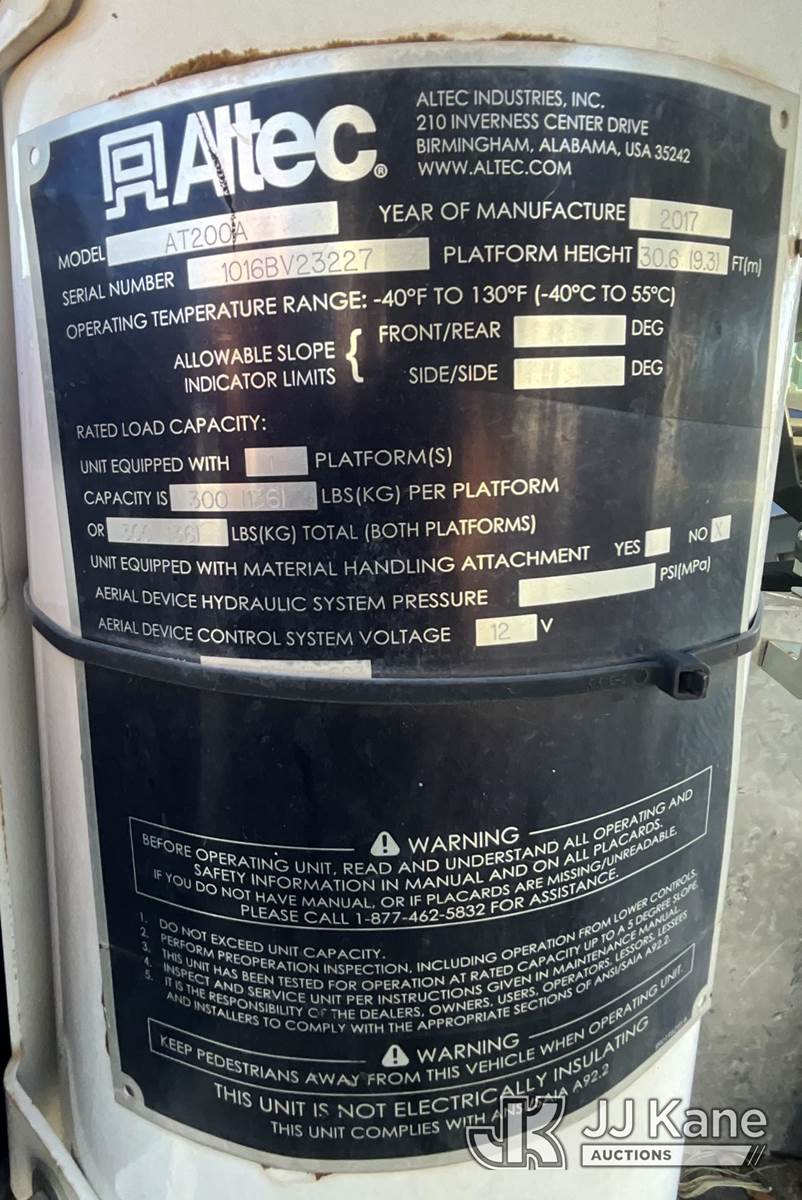 Altec®
ALTEC INDUSTRIES, INC.
210 INVERNESS CENTER DRIVE
BIRMINGHAM, ALABAMA, USA 35242
WWW.ALTEC.COM
MODEL AT200A YEAR OF MANUFACTURE 2017
SERIAL NUMBER 1016BV23227 PLATFORM HEIGHT 30.6 (9.3) FT(m)
OPERATING TEMPERATURE RANGE: -40°F TO 130°F (-40°C TO 55°C)
ALLOWABLE SLOPE INDICATOR LIMITS { FRONT/REAR DEG
SIDE/SIDE DEG
RATED LOAD CAPACITY:
UNIT EQUIPPED WITH 1 PLATFORM(S)
CAPACITY IS 300 (136) LBS(KG) PER PLATFORM
OR 300 (136) LBS(KG) TOTAL (BOTH PLATFORMS)
UNIT EQUIPPED WITH MATERIAL HANDLING ATTACHMENT YES NO X
AERIAL DEVICE HYDRAULIC SYSTEM PRESSURE PSI(MPa)
AERIAL DEVICE CONTROL SYSTEM VOLTAGE 12 V
WARNING
BEFORE OPERATING UNIT, READ AND UNDERSTAND ALL OPERATING AND
SAFETY INFORMATION IN MANUAL AND ON ALL PLACARDS.
IF YOU DO NOT HAVE MANUAL, OR IF PLACARDS ARE MISSING/UNREADABLE,
PLEASE CALL 1-877-462-5832 FOR ASSISTANCE.
1. DO NOT EXCEED UNIT CAPACITY.
2. PERFORM PREOPERATION INSPECTION, INCLUDING OPERATION FROM LOWER CONTROLS.
3. THIS UNIT HAS BEEN TESTED FOR OPERATION AT RATED CAPACITY UP TO A 5 DEGREE SLOPE.
4. INSPECT AND SERVICE UNIT PER INSTRUCTIONS GIVEN IN MAINTENANCE MANUAL.
5. IT IS THE RESPONSIBILITY OF THE DEALERS, OWNERS, USERS, OPERATORS, LESSORS, LESSEES
AND INSTALLERS TO COMPLY WITH THE APPROPRIATE SECTIONS OF ANSI/SAIA A92.2.
WARNING
KEEP PEDESTRIANS AWAY FROM THIS VEHICLE WHEN OPERATING UNIT.
THIS UNIT IS NOT ELECTRICALLY INSULATING
THIS UNIT COMPLIES WITH ANSI/SAIA A92.2
JK JJ Kane
AUCTIONS